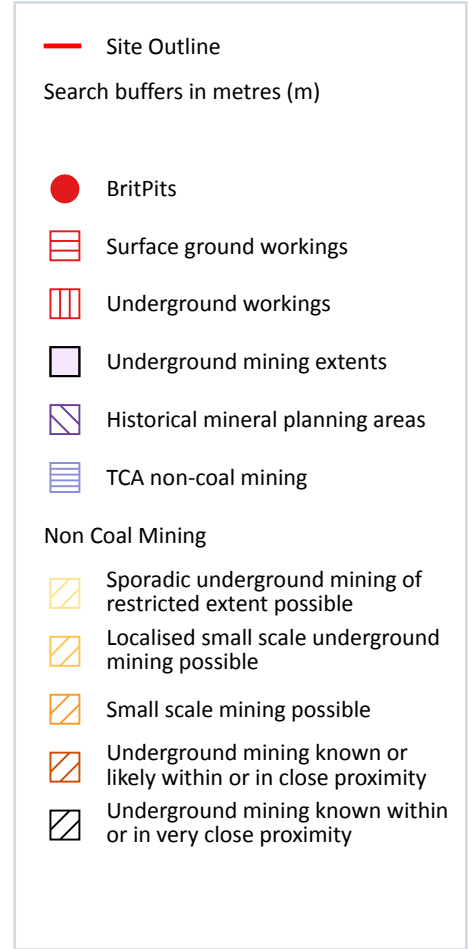 Site Outline
Search buffers in metres (m)
BritPits
Surface ground workings
Underground workings
Underground mining extents
Historical mineral planning areas
TCA non-coal mining
Non Coal Mining
Sporadic underground mining of
restricted extent possible
Localised small scale underground
mining possible
Small scale mining possible
Underground mining known or
likely within or in close proximity
Underground mining known within
or in very close proximity